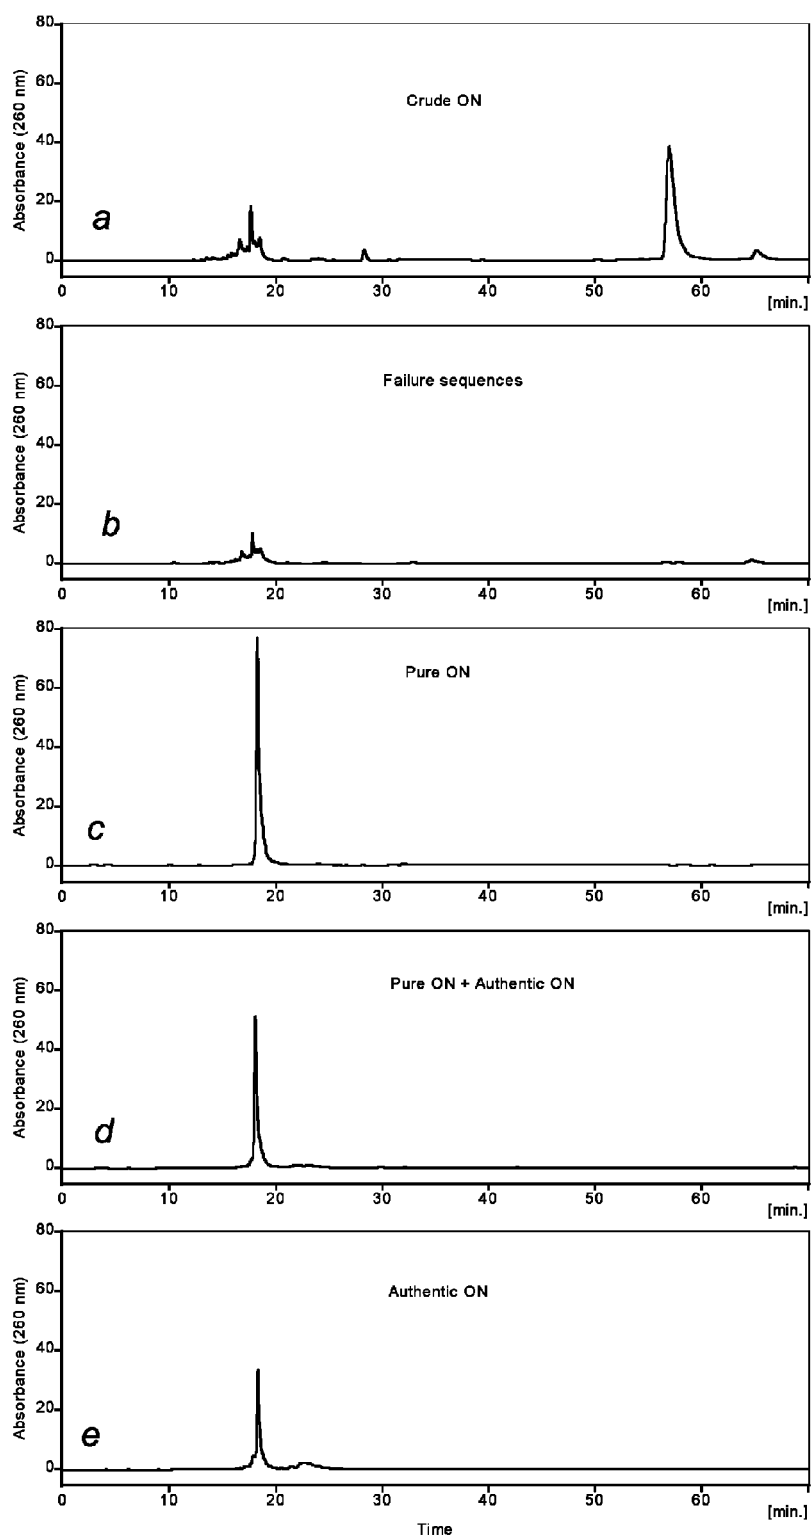 80
60
40
20
0
Absorbance (260 nm)
Crude ON
a
0 10 20 30 40 50 60
[min.]
80
60
40
20
0
Absorbance (260 nm)
Failure sequences
b
0 10 20 30 40 50 60
[min.]
80
60
40
20
0
Absorbance (260 nm)
Pure ON
c
0 10 20 30 40 50 60
[min.]
80
60
40
20
0
Absorbance (260 nm)
Pure ON + Authentic ON
d
0 10 20 30 40 50 60
[min.]
80
60
40
20
0
Absorbance (260 nm)
Authentic ON
e
0 10 20 30 40 50 60
[min.]
Time